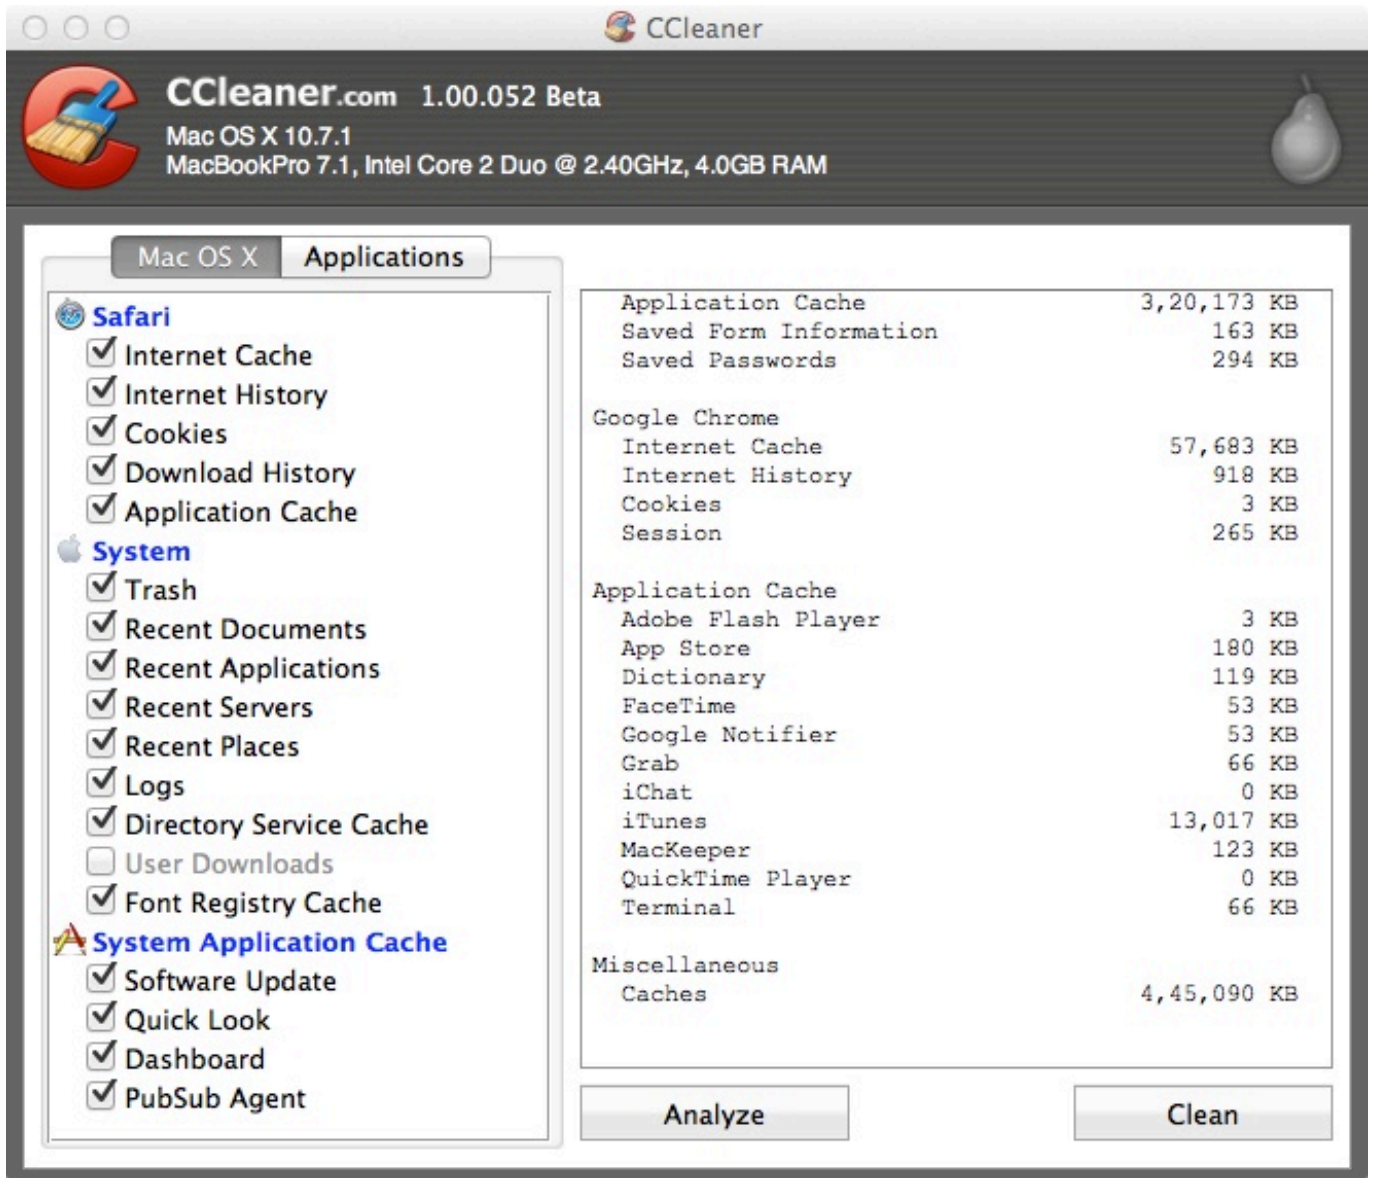 CCleaner
CCleaner.com 1.00.052 Beta
Mac OS X 10.7.1
MacBookPro 7.1, Intel Core 2 Duo @ 2.40GHz, 4.0GB RAM
Mac OS X
Applications
Safari
Internet Cache
Internet History
Cookies
Download History
Application Cache
System
Trash
Recent Documents
Recent Applications
Recent Servers
Recent Places
Logs
Directory Service Cache
User Downloads
Font Registry Cache
System Application Cache
Software Update
Quick Look
Dashboard
PubSub Agent
Application Cache 3,20,173 KB
Saved Form Information 163 KB
Saved Passwords 294 KB
Google Chrome
Internet Cache 57,683 KB
Internet History 918 KB
Cookies 3 KB
Session 265 KB
Application Cache
Adobe Flash Player 3 KB
App Store 180 KB
Dictionary 119 KB
FaceTime 53 KB
Google Notifier 53 KB
Grab 66 KB
iChat 0 KB
iTunes 13,017 KB
MacKeeper 123 KB
QuickTime Player 0 KB
Terminal 66 KB
Miscellaneous
Caches 4,45,090 KB
Analyze
Clean